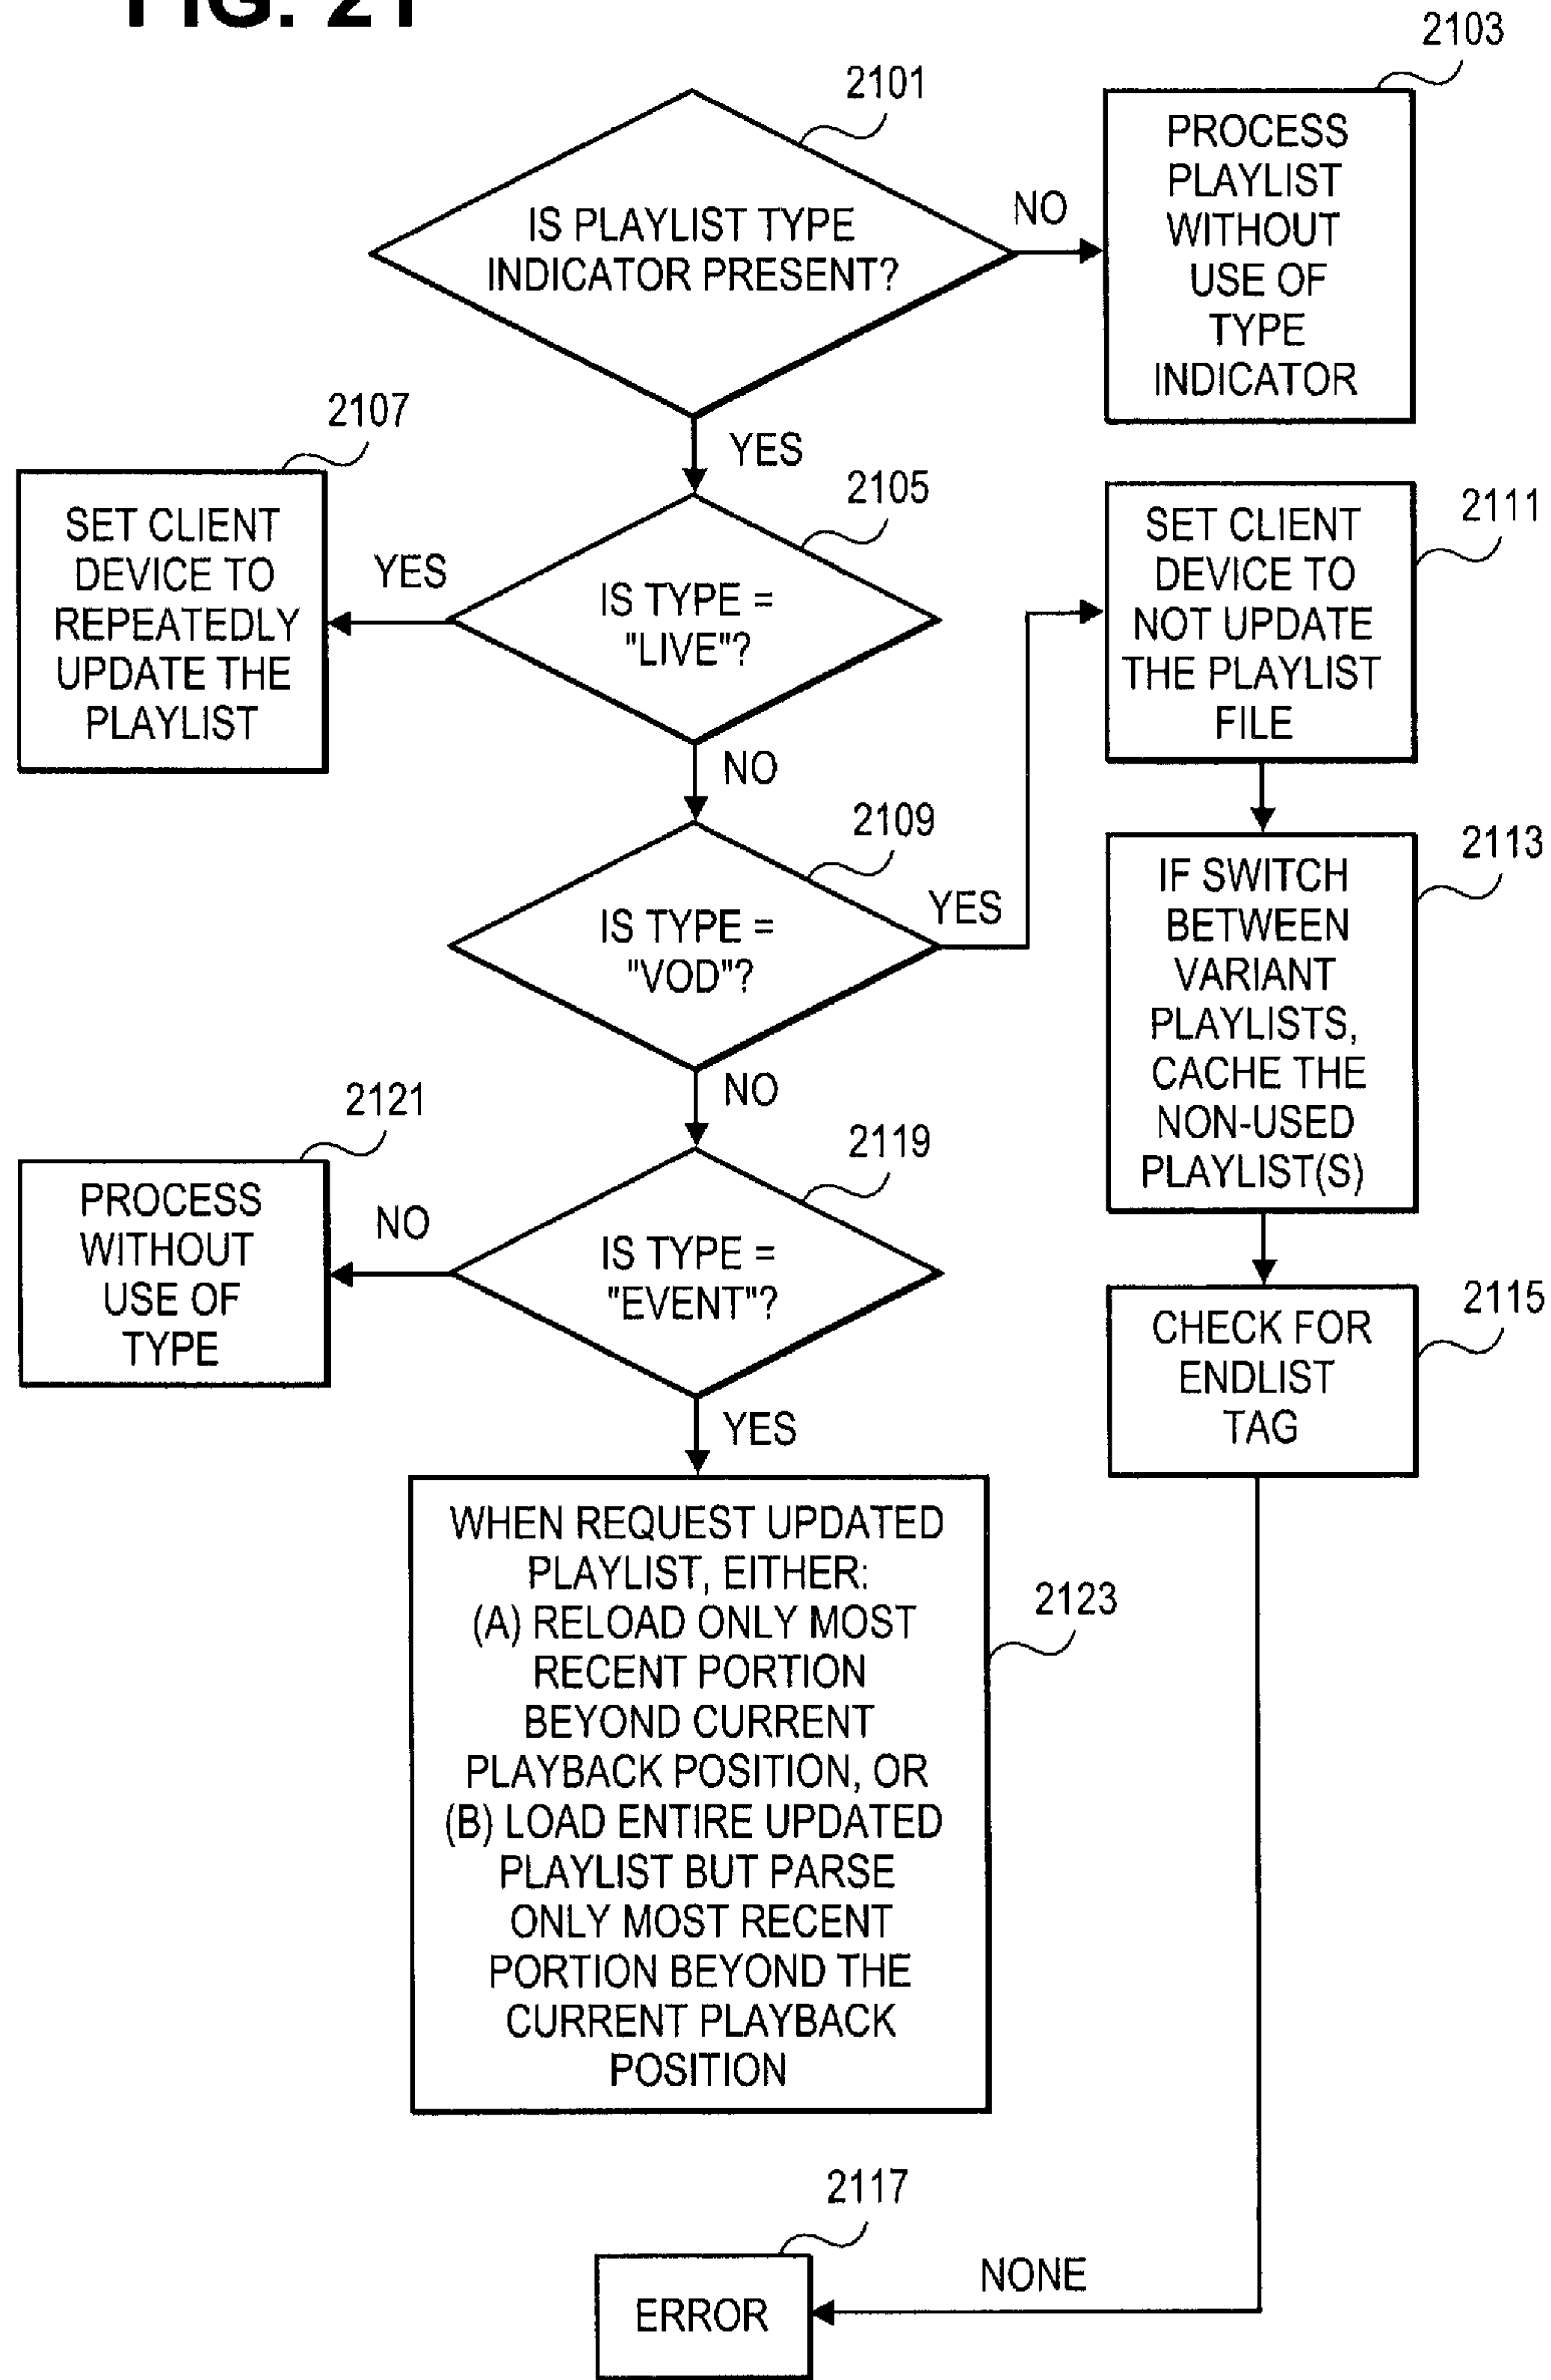 FIG. 21
2101
IS PLAYLIST TYPE
INDICATOR PRESENT?
NO
2103
PROCESS
PLAYLIST
WITHOUT
USE OF
TYPE
INDICATOR
YES
2105
IS TYPE =
"LIVE"?
YES
2107
SET CLIENT
DEVICE TO
REPEATEDLY
UPDATE THE
PLAYLIST
NO
2109
IS TYPE =
"VOD"?
YES
2111
SET CLIENT
DEVICE TO
NOT UPDATE
THE PLAYLIST
FILE
2113
IF SWITCH
BETWEEN
VARIANT
PLAYLISTS,
CACHE THE
NON-USED
PLAYLIST(S)
2115
CHECK FOR
ENDLIST
TAG
NO
2119
IS TYPE =
"EVENT"?
NO
2121
PROCESS
WITHOUT
USE OF
TYPE
YES
2123
WHEN REQUEST UPDATED
PLAYLIST, EITHER:
(A) RELOAD ONLY MOST
RECENT PORTION
BEYOND CURRENT
PLAYBACK POSITION, OR
(B) LOAD ENTIRE UPDATED
PLAYLIST BUT PARSE
ONLY MOST RECENT
PORTION BEYOND THE
CURRENT PLAYBACK
POSITION
NONE
2117
ERROR